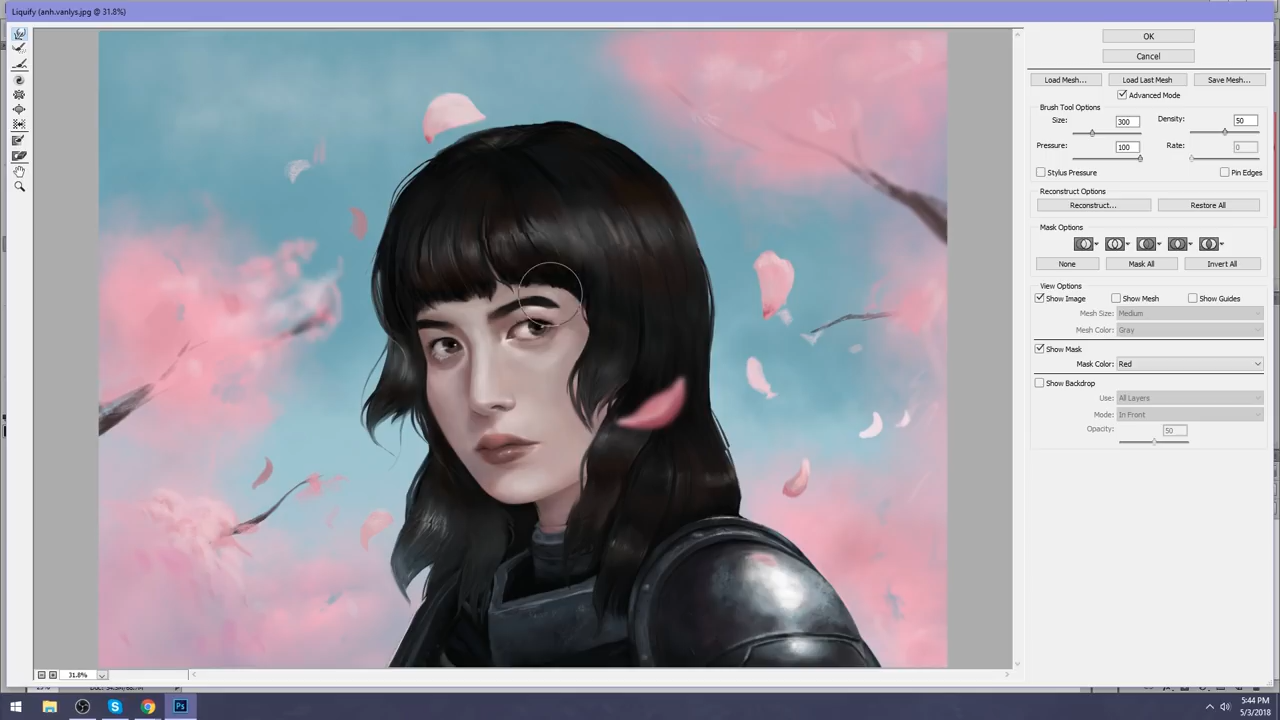 Liquify (anh.vanlys.jpg @ 31.8%)
OK
Cancel
Load Mesh...
Load Last Mesh
Save Mesh...
Advanced Mode
Brush Tool Options
Size:
300
Density:
50
Pressure:
100
Rate:
0
Stylus Pressure
Pin Edges
Reconstruct Options
Reconstruct...
Restore All
Mask Options
None
Mask All
Invert All
View Options
Show Image
Show Mesh
Show Guides
Mesh Size:
Medium
Mesh Color:
Gray
Show Mask
Mask Color:
Red
Show Backdrop
Use:
All Layers
Mode:
In Front
Opacity:
50
31.8%
Ps
5:44 PM
5/3/2018